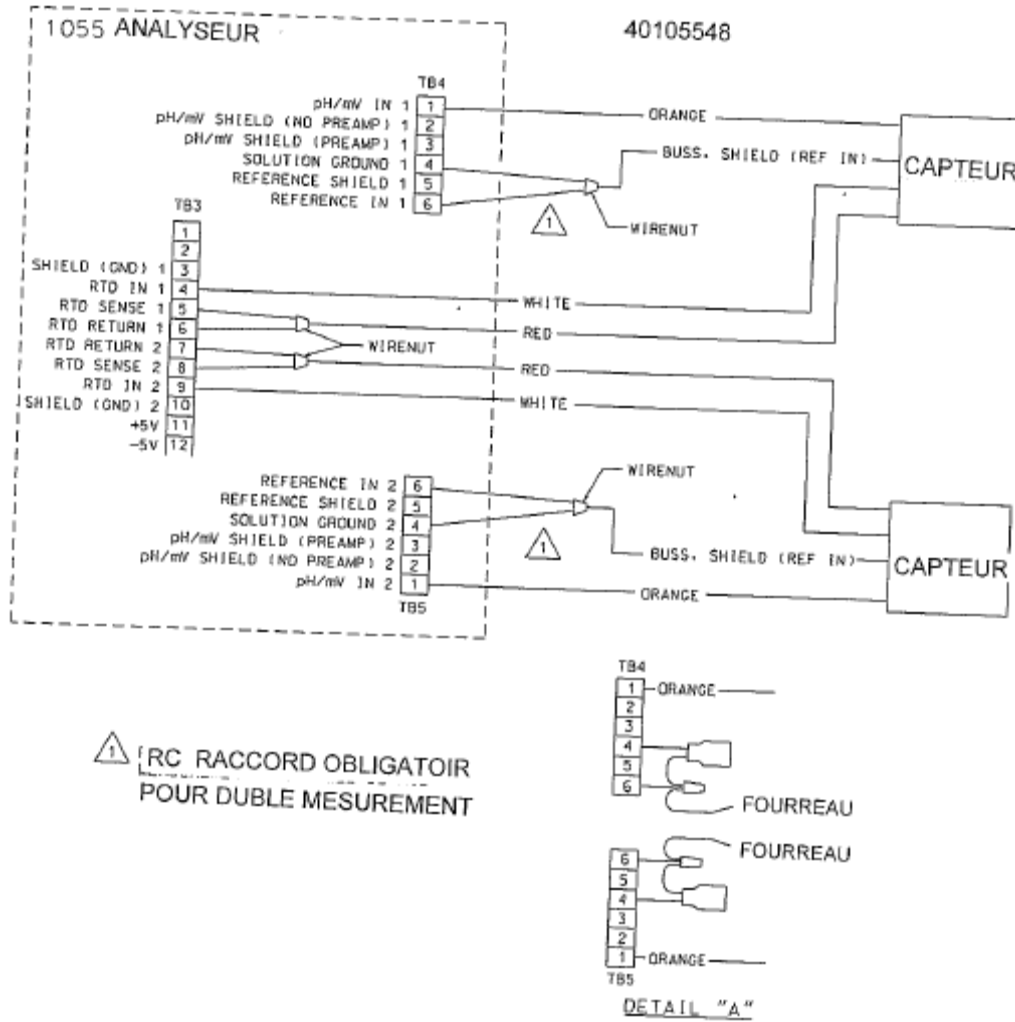 1055 ANALYSEUR
40105548
TB4
pH/mV IN 1 1
pH/mV SHIELD (NO PREAMP) 1 2
pH/mV SHIELD (PREAMP) 1 3
SOLUTION GROUND 1 4
REFERENCE SHIELD 1 5
REFERENCE IN 1 6
ORANGE
BUSS. SHIELD (REF IN)
CAPTEUR
1
WIRENUT
TB3
1
2
SHIELD (GND) 1 3
RTD IN 1 4
RTD SENSE 1 5
RTD RETURN 1 6
RTD RETURN 2 7
RTD SENSE 2 8
RTD IN 2 9
SHIELD (GND) 2 10
+5V 11
-5V 12
WIRENUT
WHITE
RED
RED
WHITE
REFERENCE IN 2 6
REFERENCE SHIELD 2 5
SOLUTION GROUND 2 4
pH/mV SHIELD (PREAMP) 2 3
pH/mV SHIELD (NO PREAMP) 2 2
pH/mV IN 2 1
TB5
WIRENUT
1
BUSS. SHIELD (REF IN)
CAPTEUR
ORANGE
1 RC RACCORD OBLIGATOIR
POUR DUBLE MESUREMENT
TB4
1 ORANGE
2
3
4
5
6
FOURREAU
FOURREAU
6
5
4
3
2
1 ORANGE
TB5
DETAIL "A"